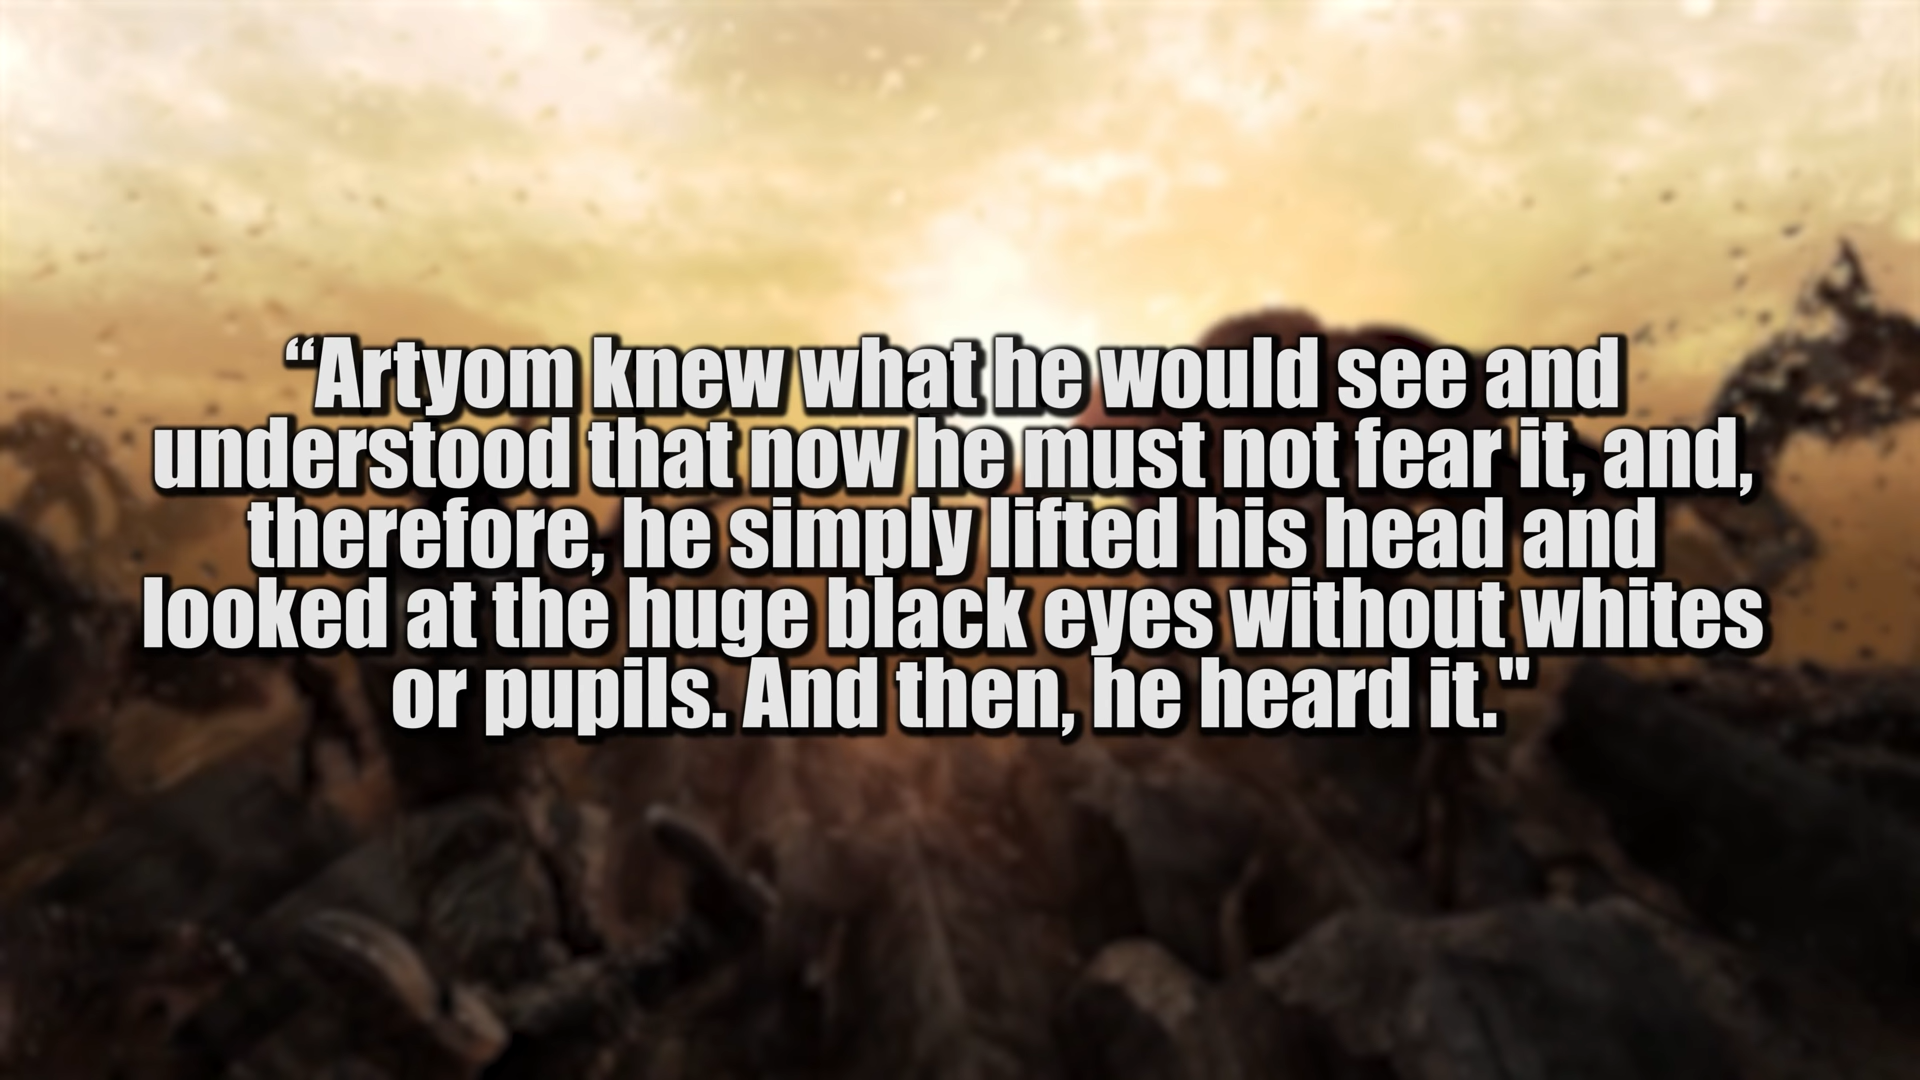 “Artyom knew what he would see and
understood that now he must not fear it, and,
therefore, he simply lifted his head and
looked at the huge black eyes without whites
or pupils. And then, he heard it."